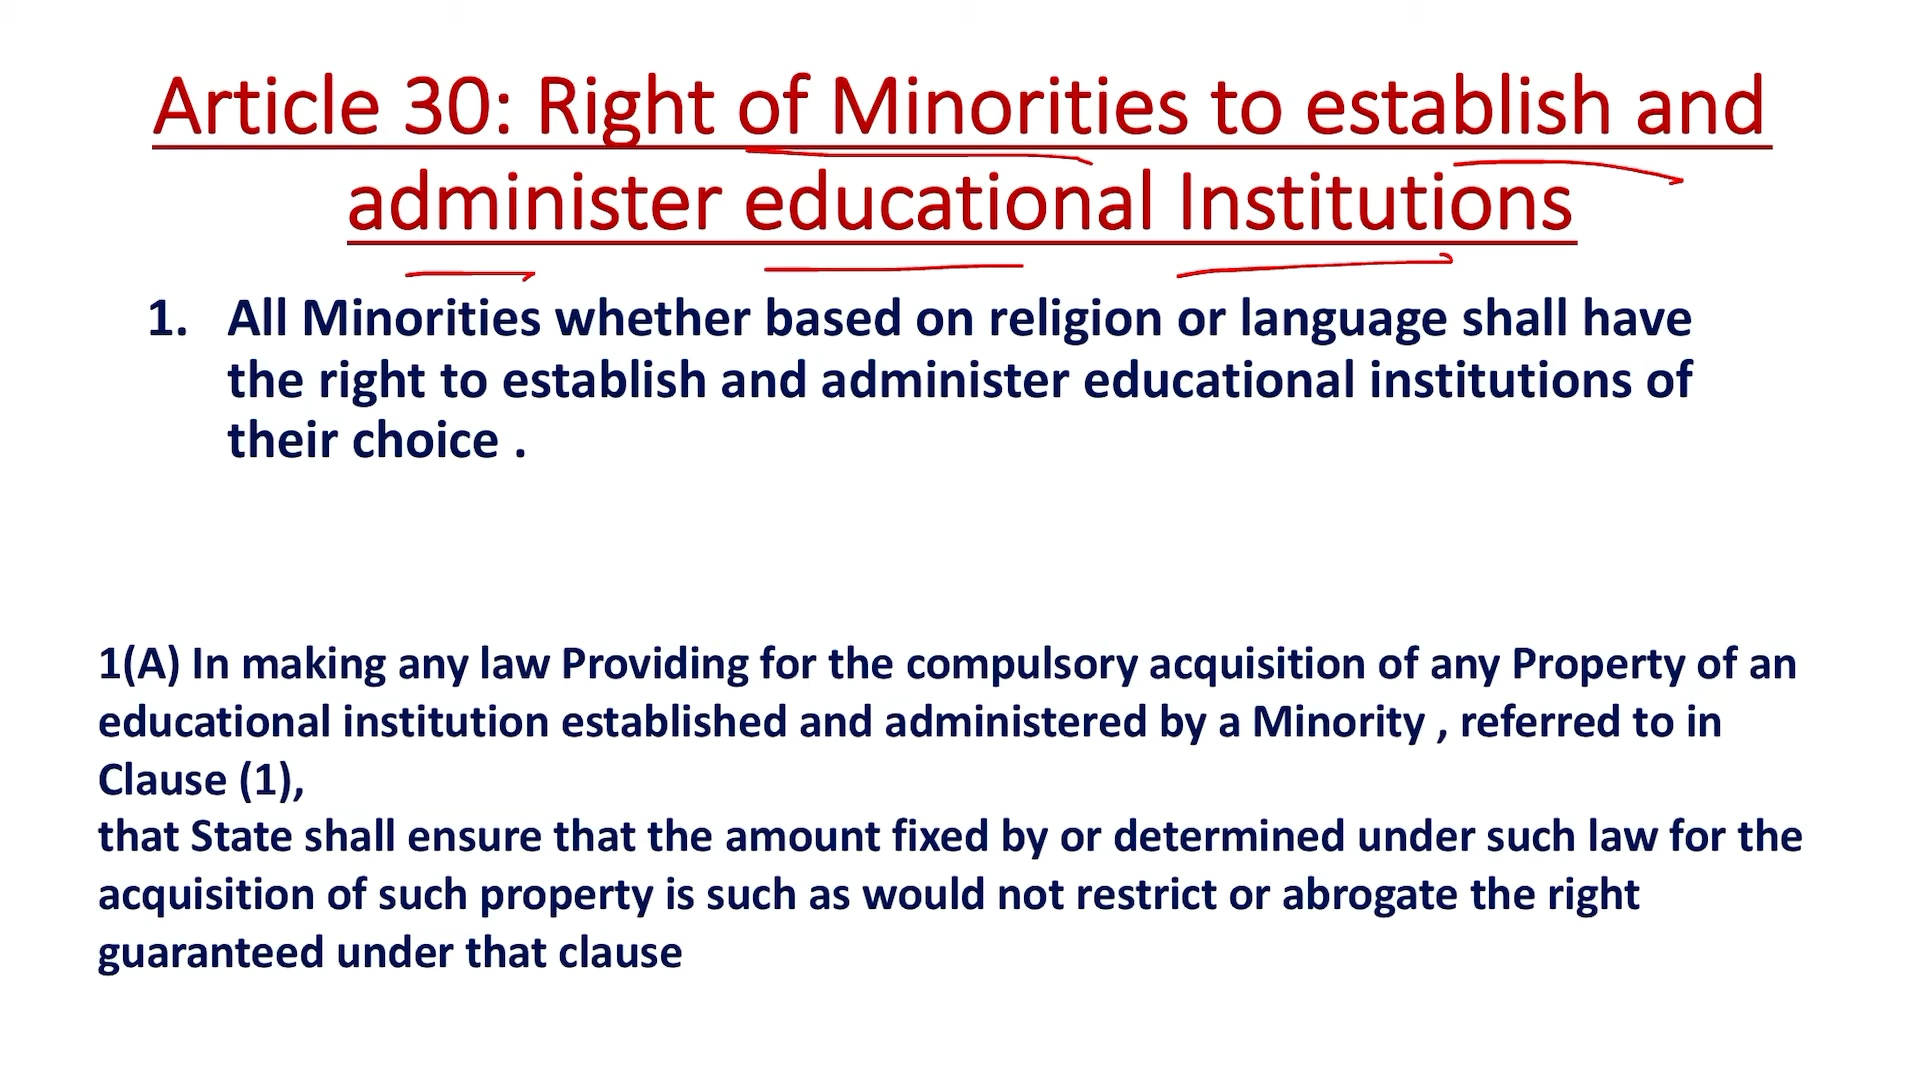 Article 30: Right of Minorities to establish and
administer educational Institutions
1. All Minorities whether based on religion or language shall have
the right to establish and administer educational institutions of
their choice .
1(A) In making any law Providing for the compulsory acquisition of any Property of an
educational institution established and administered by a Minority , referred to in
Clause (1),
that State shall ensure that the amount fixed by or determined under such law for the
acquisition of such property is such as would not restrict or abrogate the right
guaranteed under that clause